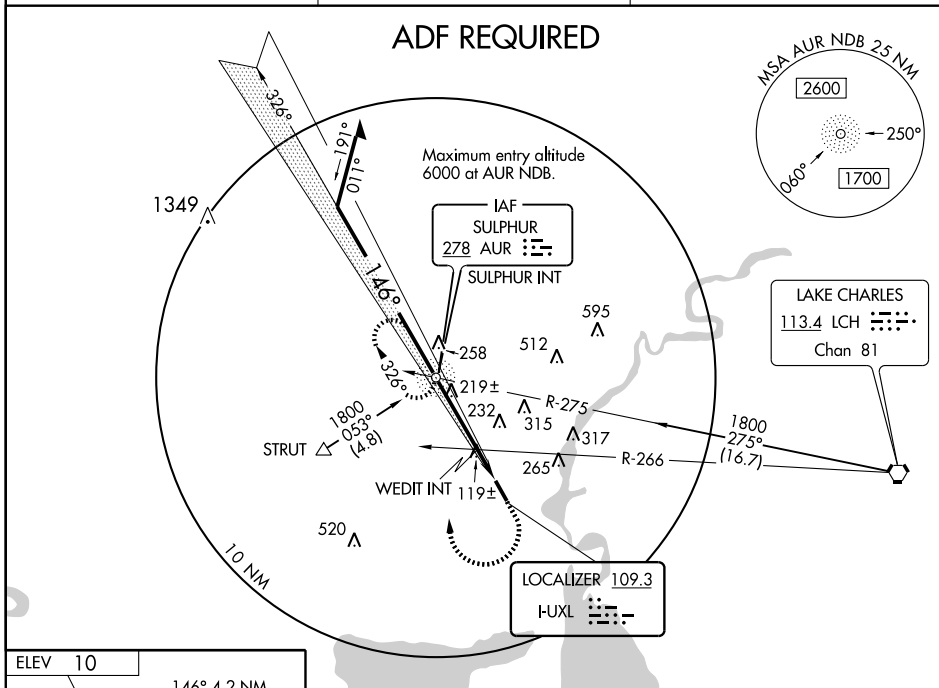 ADF REQUIRED
MSA AUR NDB 25 NM
2600
250°
060°
1700
326°
191°
011°
Maximum entry altitude
6000 at AUR NDB.
1349
IAF
SULPHUR
278 AUR
SULPHUR INT
146°
LAKE CHARLES
113.4 LCH
Chan 81
595
512
258
326°
219±
R-275
232
315
1800
275°
(16.7)
1800
053°
(4.8)
STRUT
317
265
R-266
WEDIT INT
119±
520
10 NM
LOCALIZER 109.3
I-UXL
ELEV 10
146° 4.2 NM